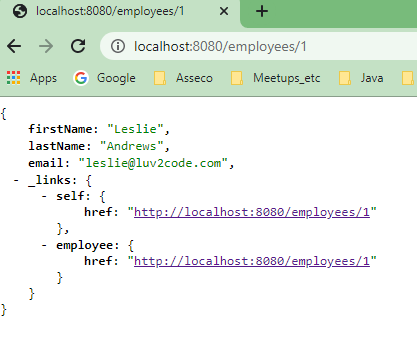 localhost:8080/employees/1
localhost:8080/employees/1
Apps Google Asseco Meetups_etc Java
{
firstName: "Leslie",
lastName: "Andrews",
email: "leslie@luv2code.com",
- _links: {
- self: {
href: "http://localhost:8080/employees/1"
},
- employee: {
href: "http://localhost:8080/employees/1"
}
}
}